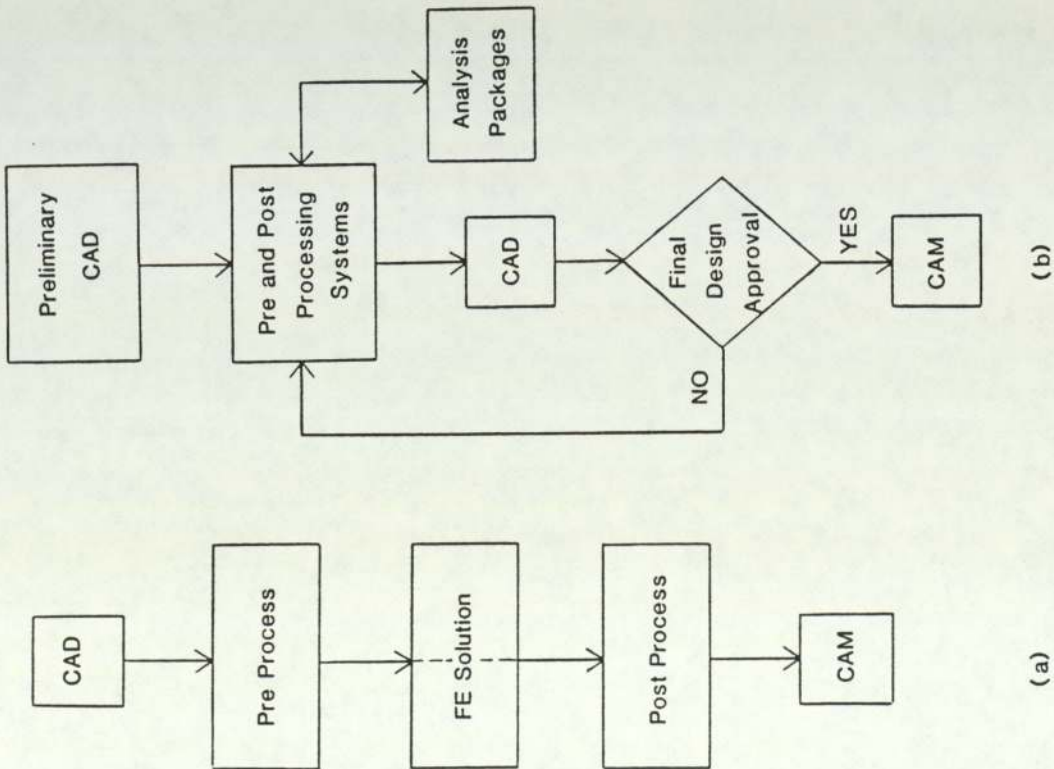 CAD
Pre Process
FE Solution
Post Process
CAM
(a)
Preliminary
CAD
Pre and Post
Processing
Systems
Analysis
Packages
CAD
Final
Design
Approval
NO
YES
CAM
(b)